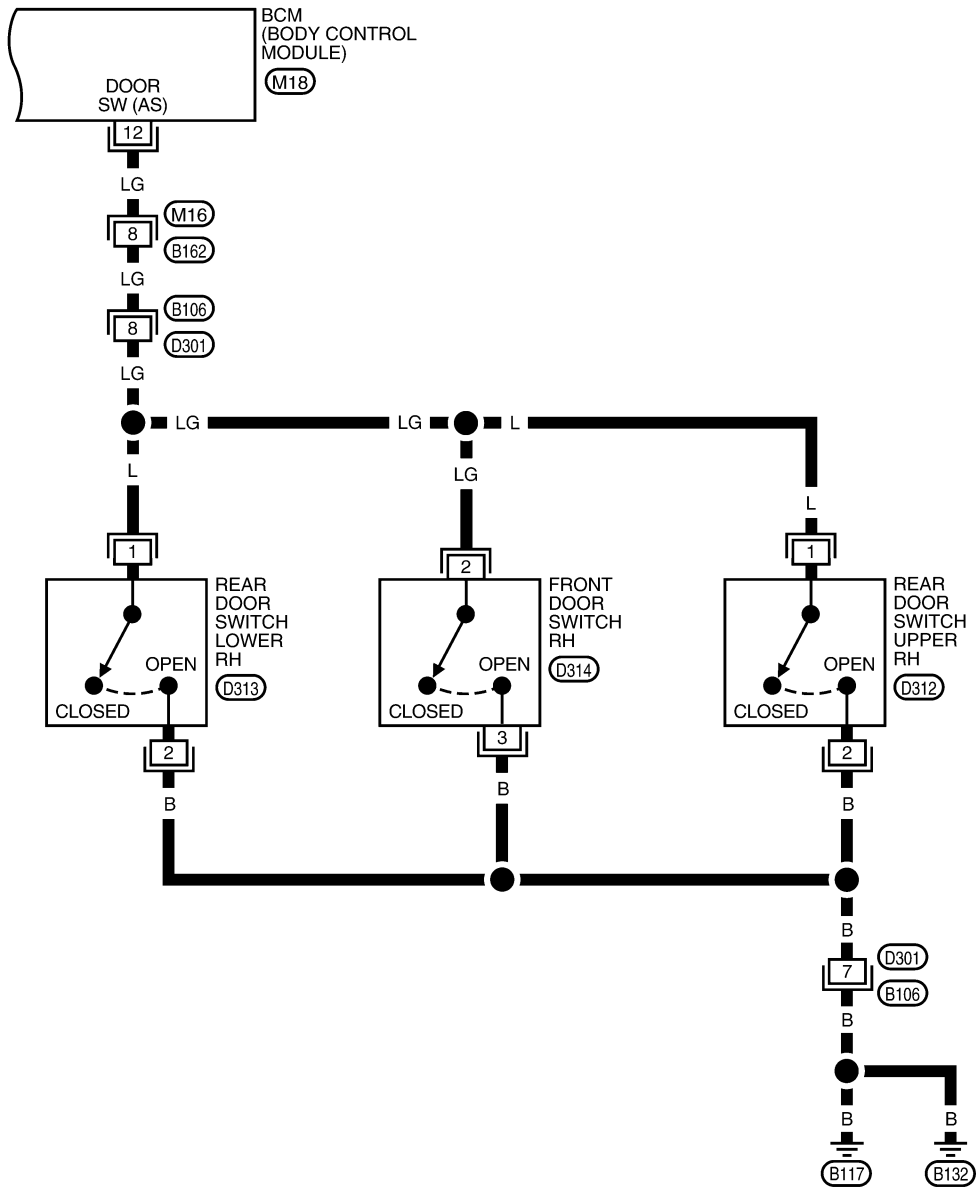 BCM
(BODY CONTROL
MODULE)
M18
DOOR
SW (AS)
12
LG
M16
8
B162
LG
B106
8
D301
LG
LG
LG
L
L
LG
L
1
2
1
REAR
DOOR
SWITCH
LOWER
RH
D313
OPEN
CLOSED
FRONT
DOOR
SWITCH
RH
D314
OPEN
CLOSED
REAR
DOOR
SWITCH
UPPER
RH
D312
OPEN
CLOSED
2
3
2
B
B
B
B
D301
7
B106
B
B
B
B117
B132